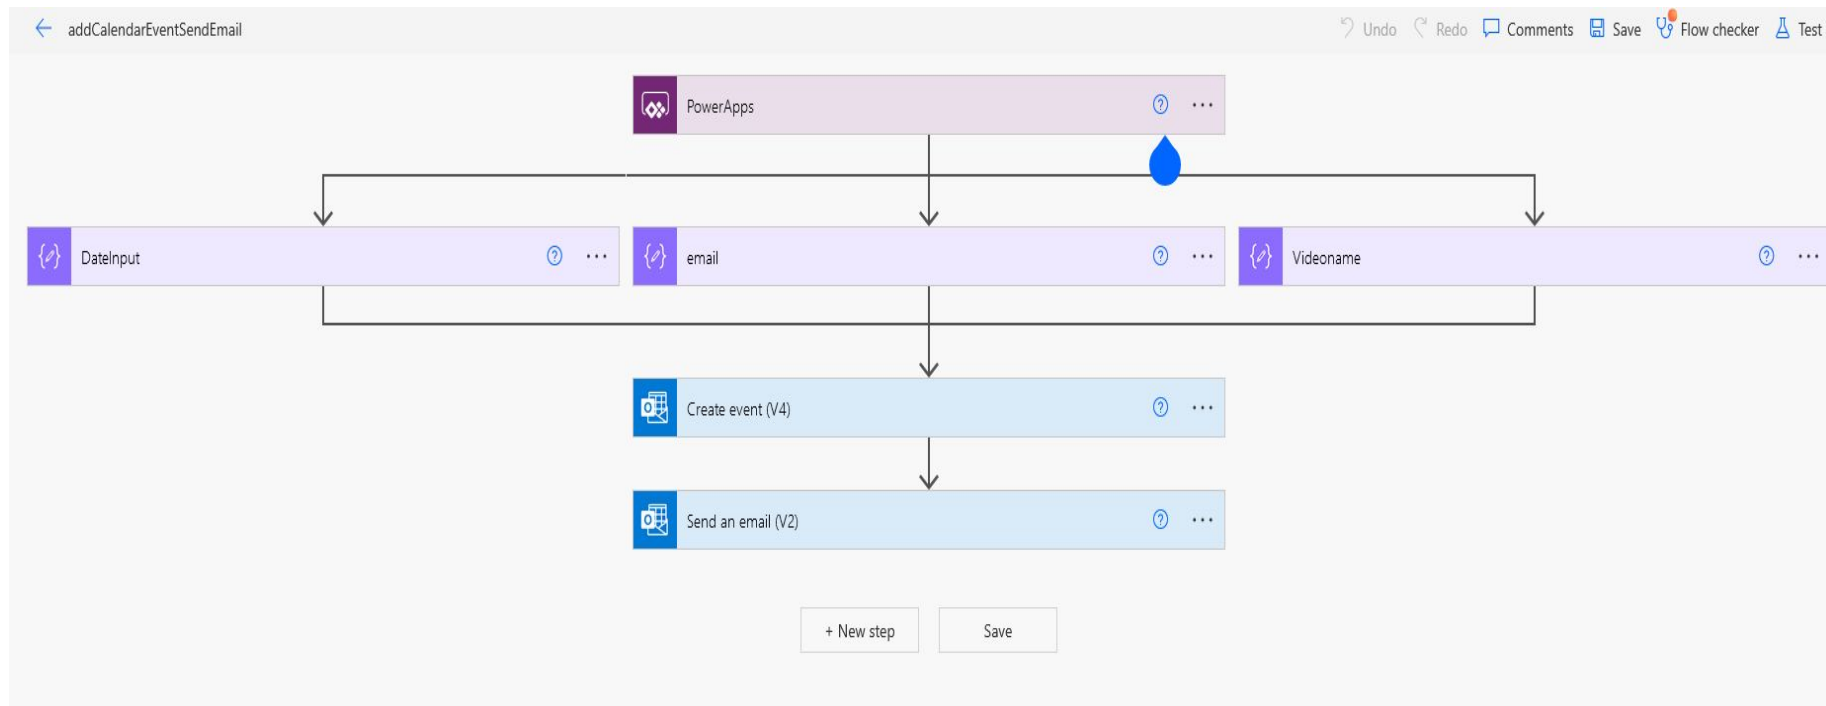 addCalendarEventSendEmail
Undo Redo Comments Save Flow checker Test
PowerApps
DateInput
email
Videoname
Create event (V4)
Send an email (V2)
+ New step
Save